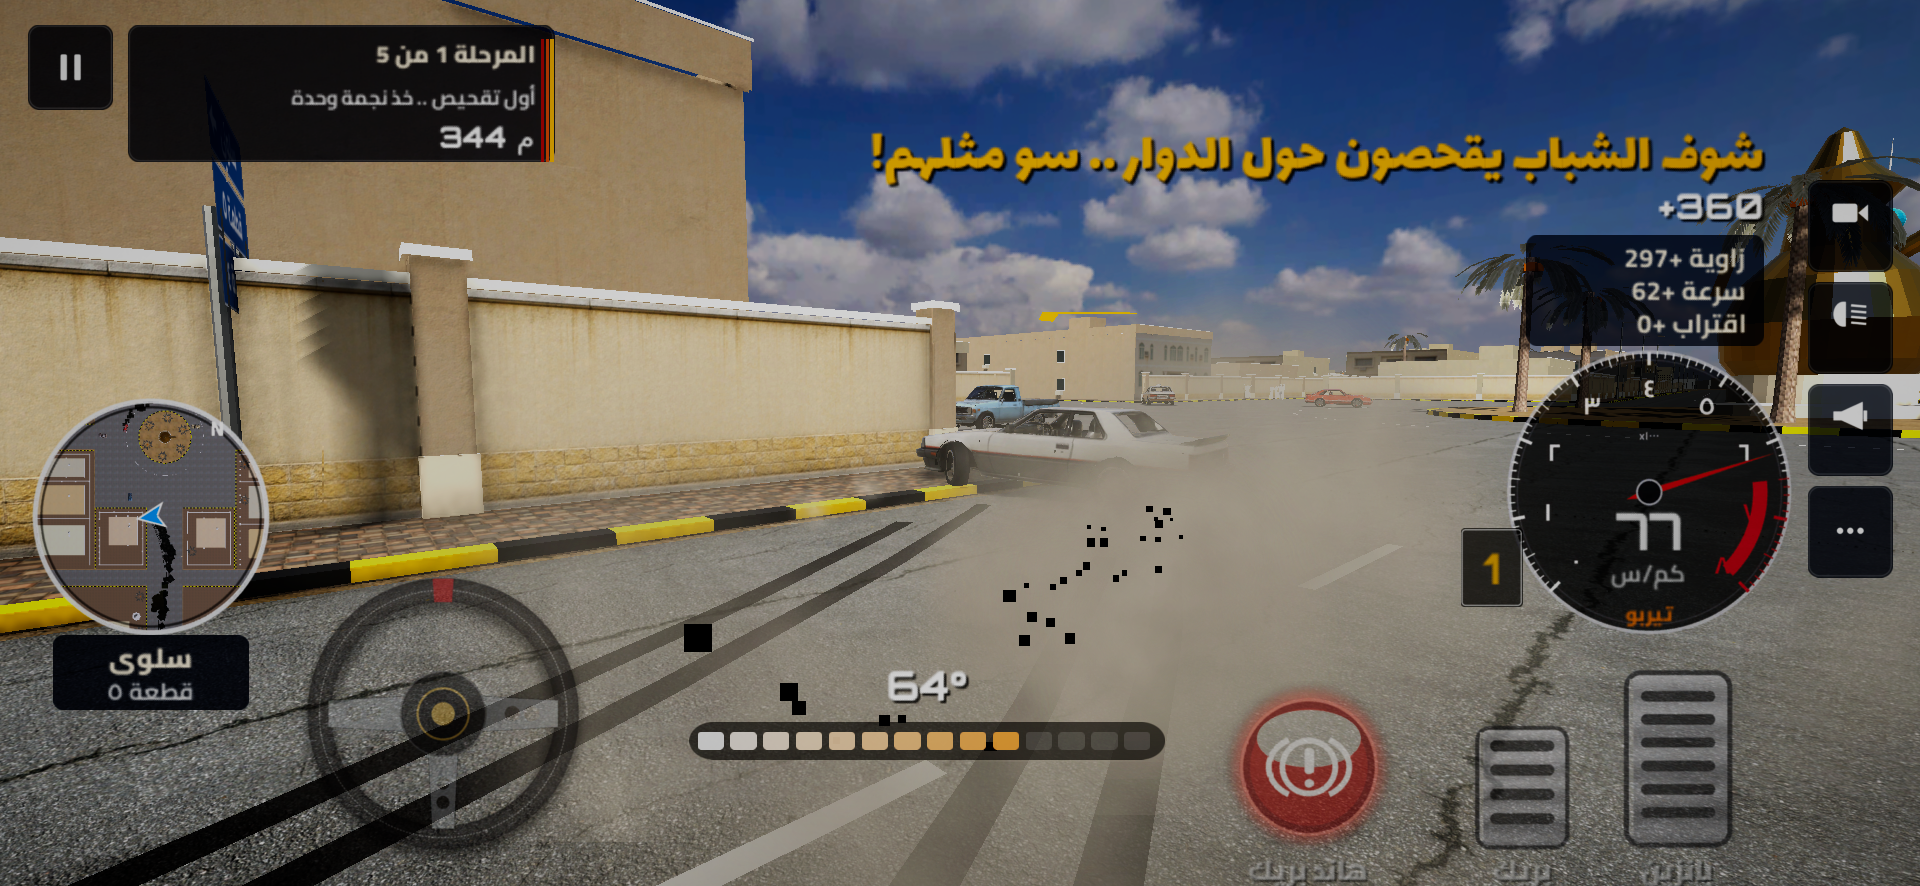 المرحلة 1 من 5
أول تقحيص .. خذ نجمة وحدة
344 م
شوف الشباب يقحصون حول الدوار .. سو مثلهم!
+360
زاوية +297
سرعة +62
اقتراب +0
N
سلوى
قطعة 0
64°
1
٣
٤
٥
٦٦
كم/س
تيربو
هاند بريك
بريك
بانزين